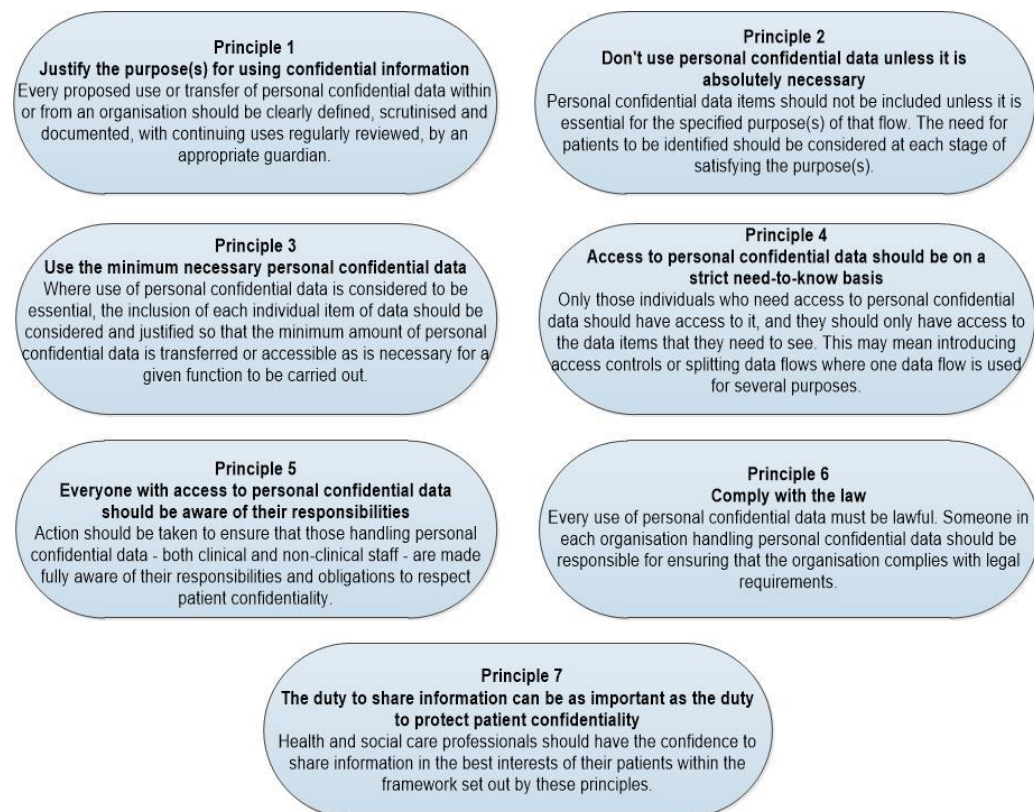 Principle 1
Justify the purpose(s) for using confidential information
Every proposed use or transfer of personal confidential data within
or from an organisation should be clearly defined, scrutinised and
documented, with continuing uses regularly reviewed, by an
appropriate guardian.
Principle 2
Don't use personal confidential data unless it is
absolutely necessary
Personal confidential data items should not be included unless it is
essential for the specified purpose(s) of that flow. The need for
patients to be identified should be considered at each stage of
satisfying the purpose(s).
Principle 3
Use the minimum necessary personal confidential data
Where use of personal confidential data is considered to be
essential, the inclusion of each individual item of data should be
considered and justified so that the minimum amount of personal
confidential data is transferred or accessible as is necessary for a
given function to be carried out.
Principle 4
Access to personal confidential data should be on a
strict need-to-know basis
Only those individuals who need access to personal confidential
data should have access to it, and they should only have access to
the data items that they need to see. This may mean introducing
access controls or splitting data flows where one data flow is used
for several purposes.
Principle 5
Everyone with access to personal confidential data
should be aware of their responsibilities
Action should be taken to ensure that those handling personal
confidential data - both clinical and non-clinical staff - are made
fully aware of their responsibilities and obligations to respect
patient confidentiality.
Principle 6
Comply with the law
Every use of personal confidential data must be lawful. Someone in
each organisation handling personal confidential data should be
responsible for ensuring that the organisation complies with legal
requirements.
Principle 7
The duty to share information can be as important as the duty
to protect patient confidentiality
Health and social care professionals should have the confidence to
share information in the best interests of their patients within the
framework set out by these principles.